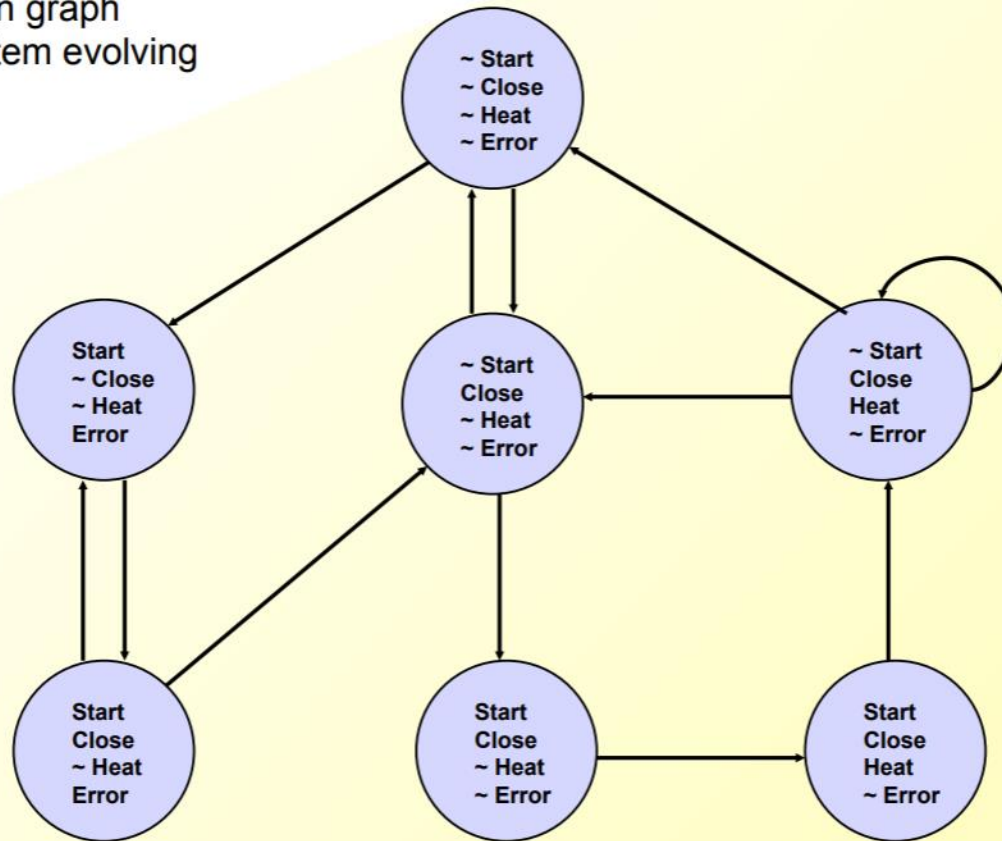 n graph
tem evolving
~ Start
~ Close
~ Heat
~ Error
Start
~ Close
~ Heat
Error
~ Start
Close
~ Heat
~ Error
~ Start
Close
Heat
~ Error
Start
Close
~ Heat
Error
Start
Close
~ Heat
~ Error
Start
Close
Heat
~ Error